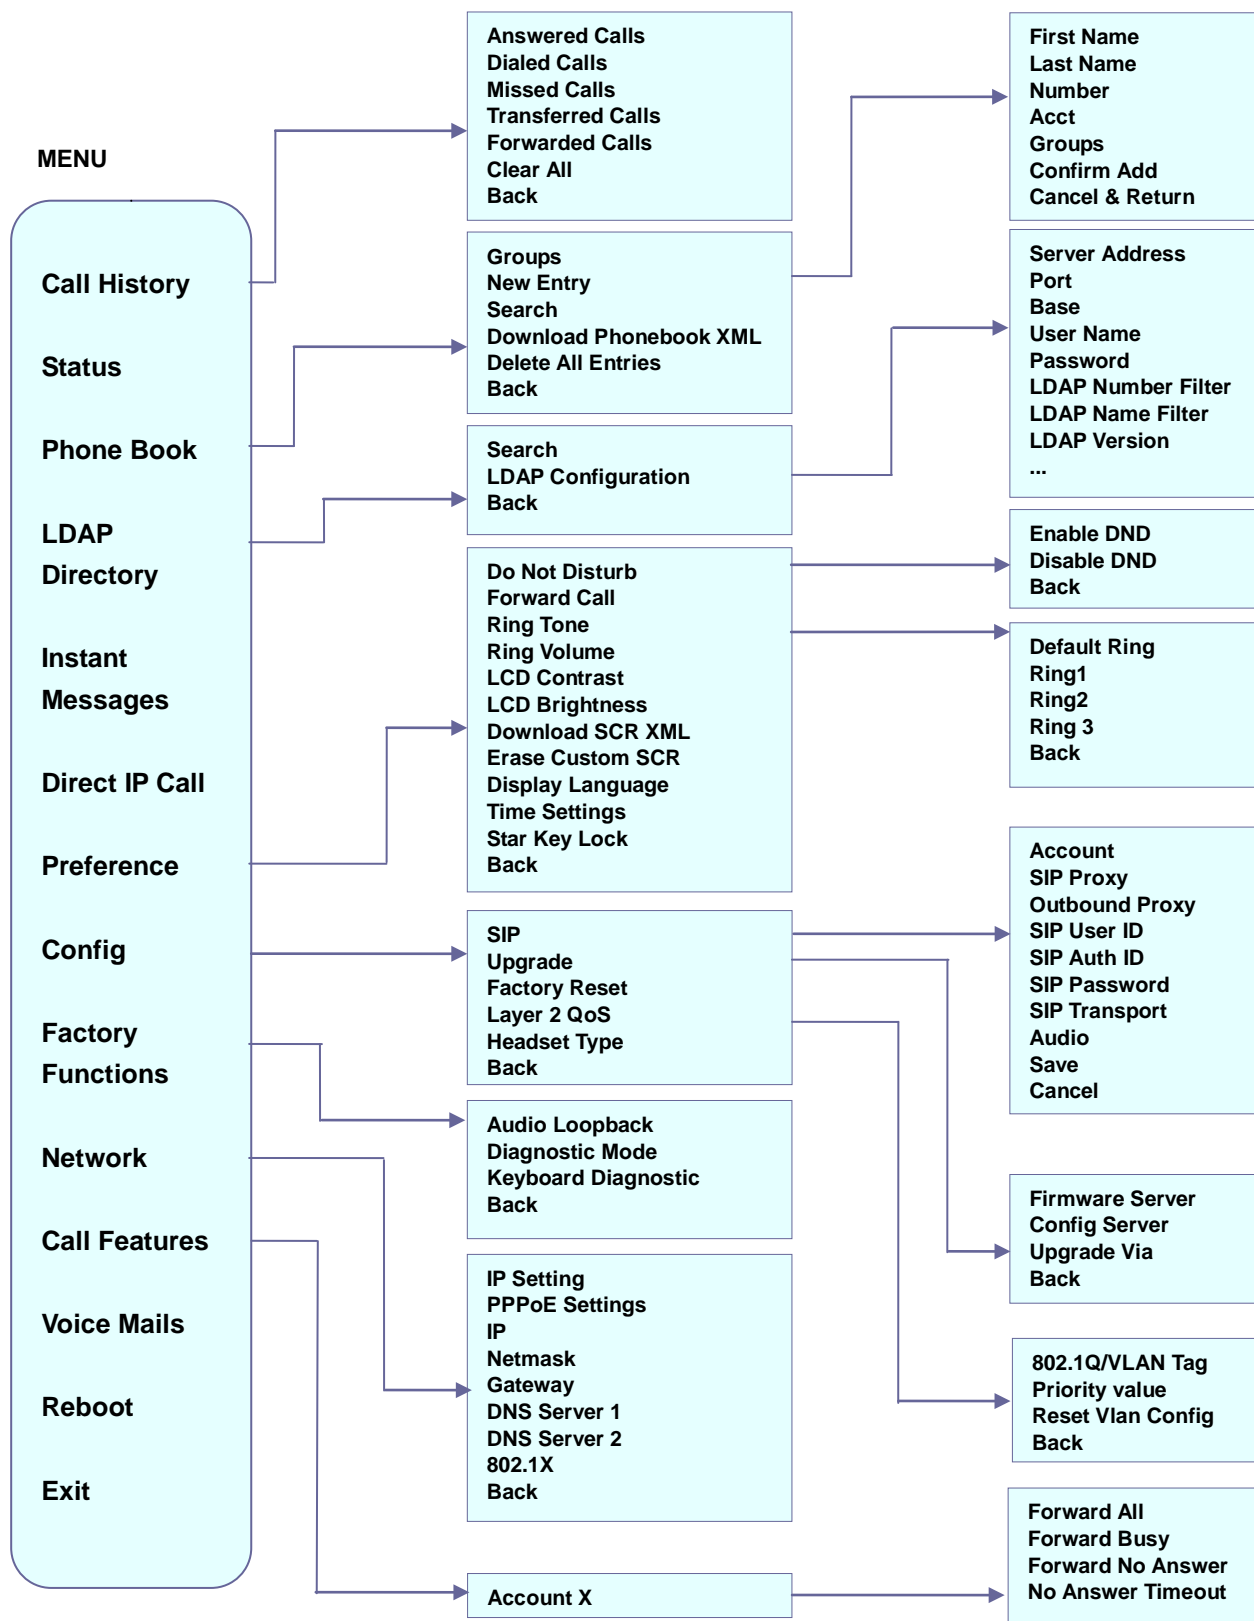 MENU
Call History
Status
Phone Book
LDAP
Directory
Instant
Messages
Direct IP Call
Preference
Config
Factory
Functions
Network
Call Features
Voice Mails
Reboot
Exit
Answered Calls
Dialed Calls
Missed Calls
Transferred Calls
Forwarded Calls
Clear All
Back
Groups
New Entry
Search
Download Phonebook XML
Delete All Entries
Back
Search
LDAP Configuration
Back
Do Not Disturb
Forward Call
Ring Tone
Ring Volume
LCD Contrast
LCD Brightness
Download SCR XML
Erase Custom SCR
Display Language
Time Settings
Star Key Lock
Back
SIP
Upgrade
Factory Reset
Layer 2 QoS
Headset Type
Back
Audio Loopback
Diagnostic Mode
Keyboard Diagnostic
Back
IP Setting
PPPoE Settings
IP
Netmask
Gateway
DNS Server 1
DNS Server 2
802.1X
Back
Account X
First Name
Last Name
Number
Acct
Groups
Confirm Add
Cancel & Return
Server Address
Port
Base
User Name
Password
LDAP Number Filter
LDAP Name Filter
LDAP Version
...
Enable DND
Disable DND
Back
Default Ring
Ring1
Ring2
Ring 3
Back
Account
SIP Proxy
Outbound Proxy
SIP User ID
SIP Auth ID
SIP Password
SIP Transport
Audio
Save
Cancel
Firmware Server
Config Server
Upgrade Via
Back
802.1Q/VLAN Tag
Priority value
Reset Vlan Config
Back
Forward All
Forward Busy
Forward No Answer
No Answer Timeout